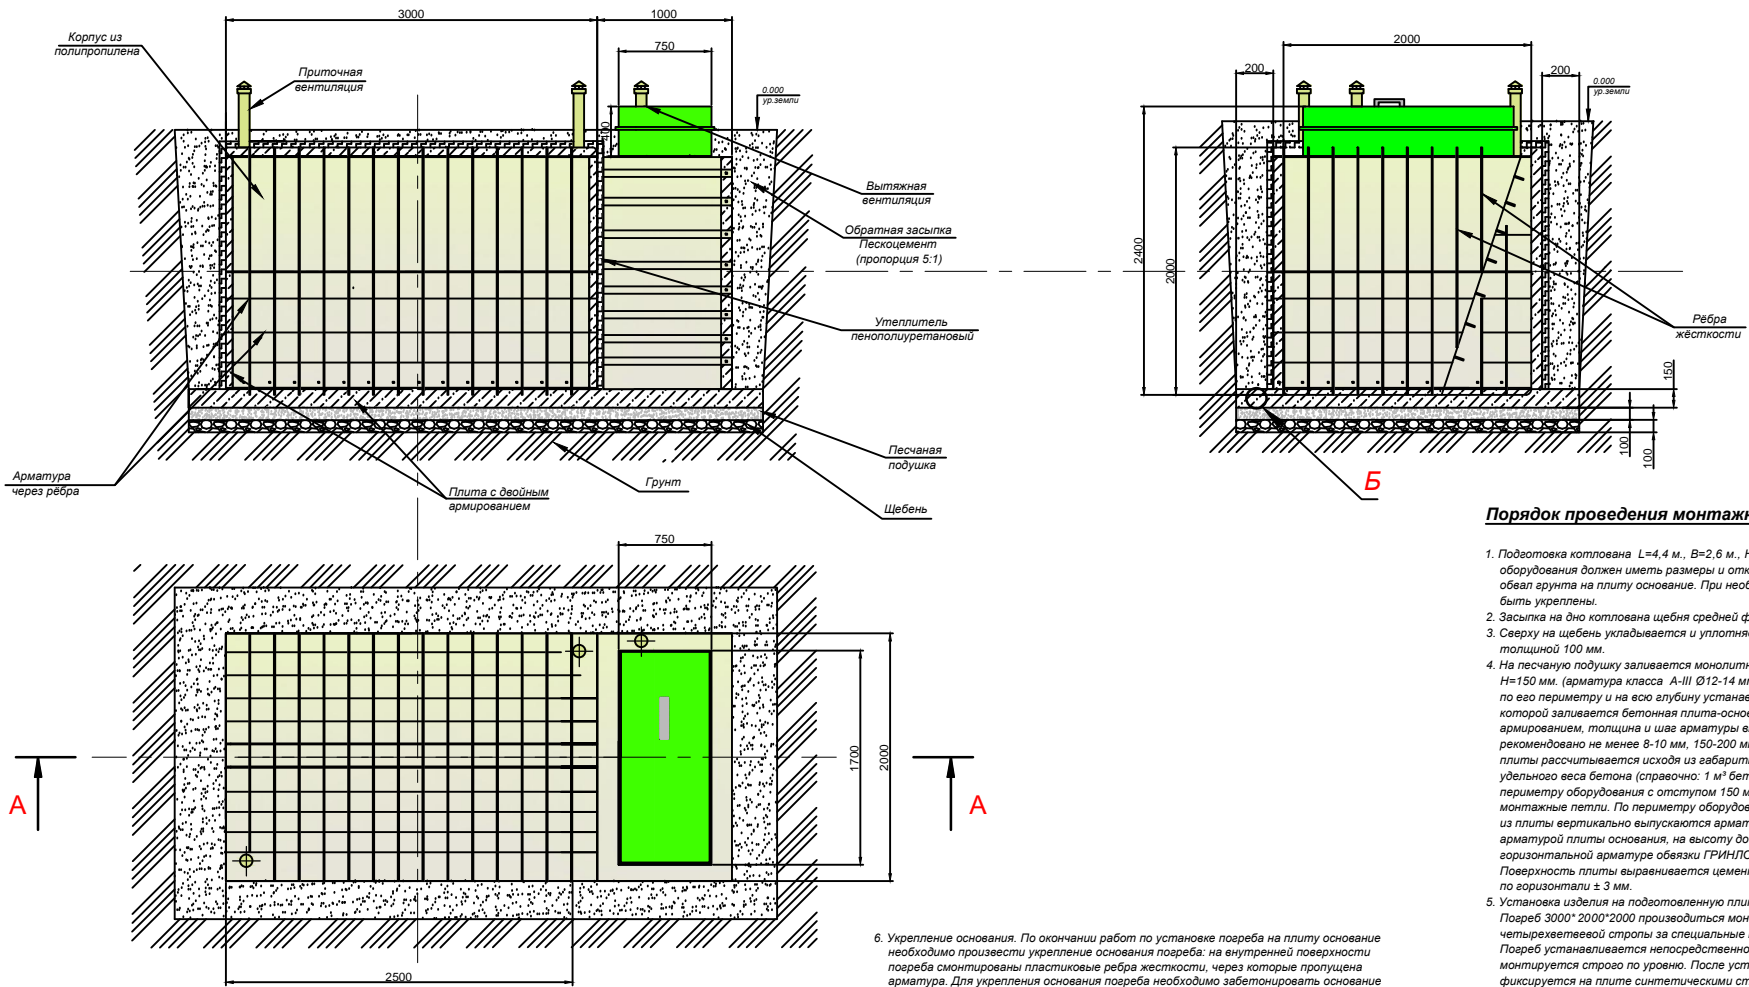 3000
1000
750
Корпус из
полипропилена
Приточная
вентиляция
0.000
ур.земли
400
Вытяжная
вентиляция
Обратная засыпка
Пескоцемент
(пропорция 5:1)
Утеплитель
пенополиуретановый
Песчаная
подушка
Арматура
через рёбра
Плита с двойным
армированием
Грунт
Щебень
2000
200
200
0.000
ур.земли
2400
2000
Рёбра
жёсткости
150
100
100
Б
750
1700
2000
А
А
2500
Порядок проведения монтажн
1. Подготовка котлована L=4,4 м., B=2,6 м., H
оборудования должен иметь размеры и отк
обвал грунта на плиту основание. При необ
быть укреплены.
2. Засыпка на дно котлована щебня средней ф
3. Сверху на щебень укладывается и уплотня
толщиной 100 мм.
4. На песчаную подушку заливается монолитн
H=150 мм. (арматура класса А-III Ø12-14 мм
по его периметру и на всю глубину устанав
которой заливается бетонная плита-основ
армированием, толщина и шаг арматуры в
рекомендовано не менее 8-10 мм, 150-200 мм
плиты рассчитывается исходя из габарит
удельного веса бетона (справочно: 1 м³ бет
периметру оборудования с отступом 150 м
монтажные петли. По периметру оборудов
из плиты вертикально выпускаются армат
арматурой плиты основания, на высоту до
горизонтальной арматуре обвязки ГРИНЛО
Поверхность плиты выравнивается цемен
по горизонтали ± 3 мм.
5. Установка изделия на подготовленную пли
Погреб 3000*2000*2000 производиться мон
четырехветвевой стропы за специальные
Погреб устанавливается непосредственно
монтируется строго по уровню. После уст
фиксируется на плите синтетическими ст
6. Укрепление основания. По окончании работ по установке погреба на плиту основание
необходимо произвести укрепление основания погреба: на внутренней поверхности
погреба смонтированы пластиковые ребра жесткости, через которые пропущена
арматура. Для укрепления основания погреба необходимо забетонировать основание